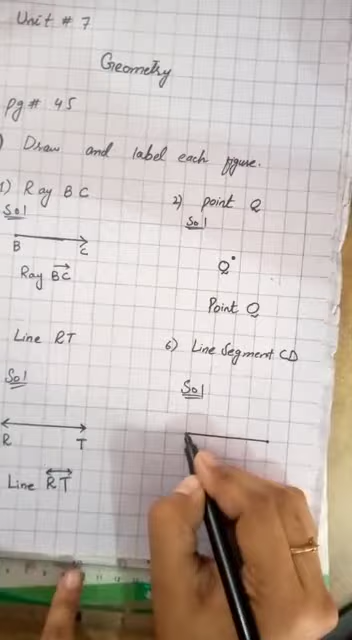 Unit # 7
Geometry
Pg # 45
) Draw and label each figure.
1) Ray BC
Sol
B C
Ray BC
2) point Q
Sol
Q
Point Q
Line RT
Sol
R T
Line RT
6) Line Segment CD
Sol